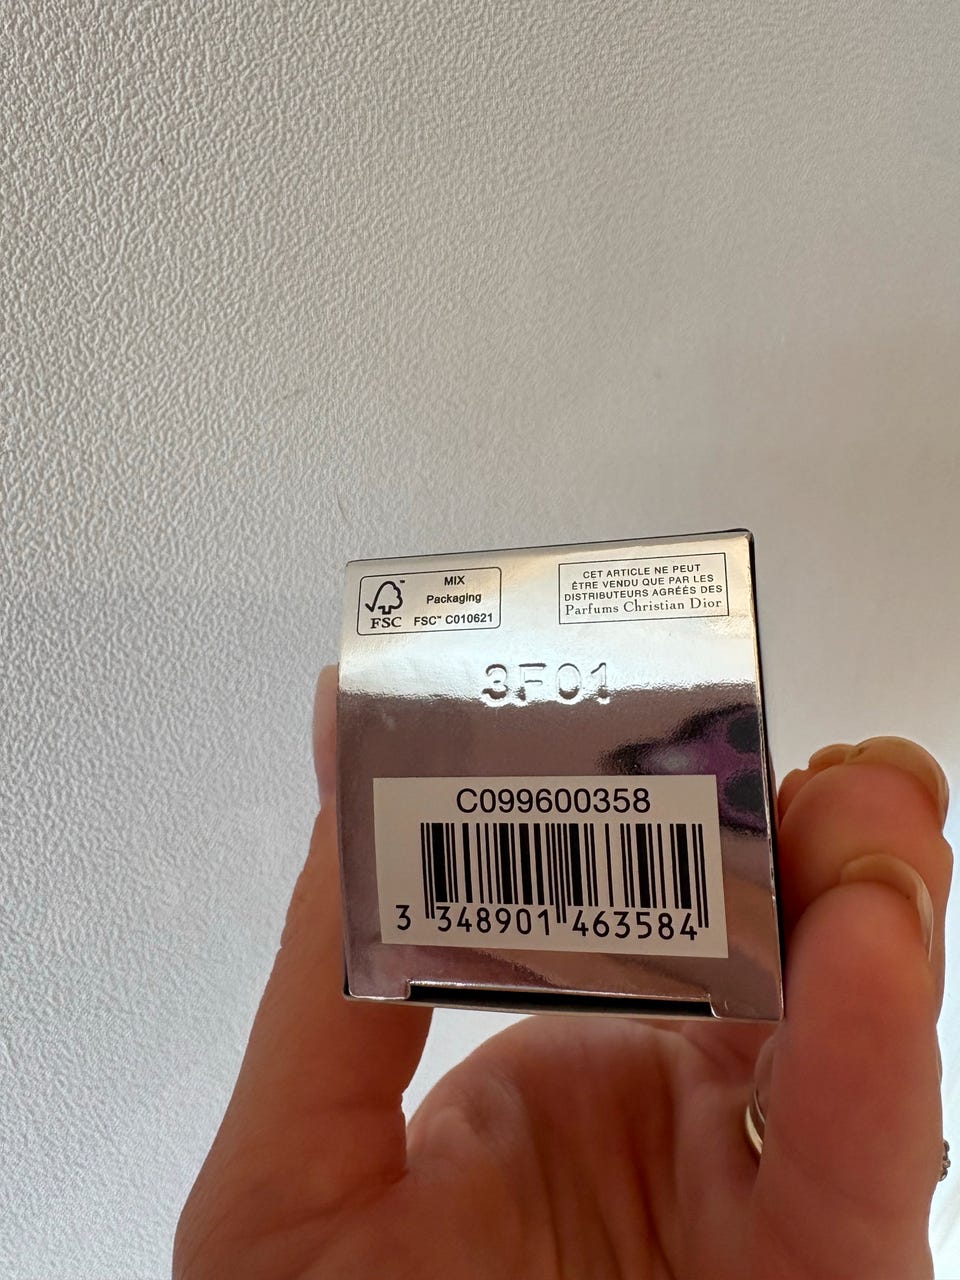 MIX
Packaging
FSC™ C010621
FSC
CET ARTICLE NE PEUT
ÊTRE VENDU QUE PAR LES
DISTRIBUTEURS AGRÉÉS DES
Parfums Christian Dior
3F01
C099600358
3 348901 463584